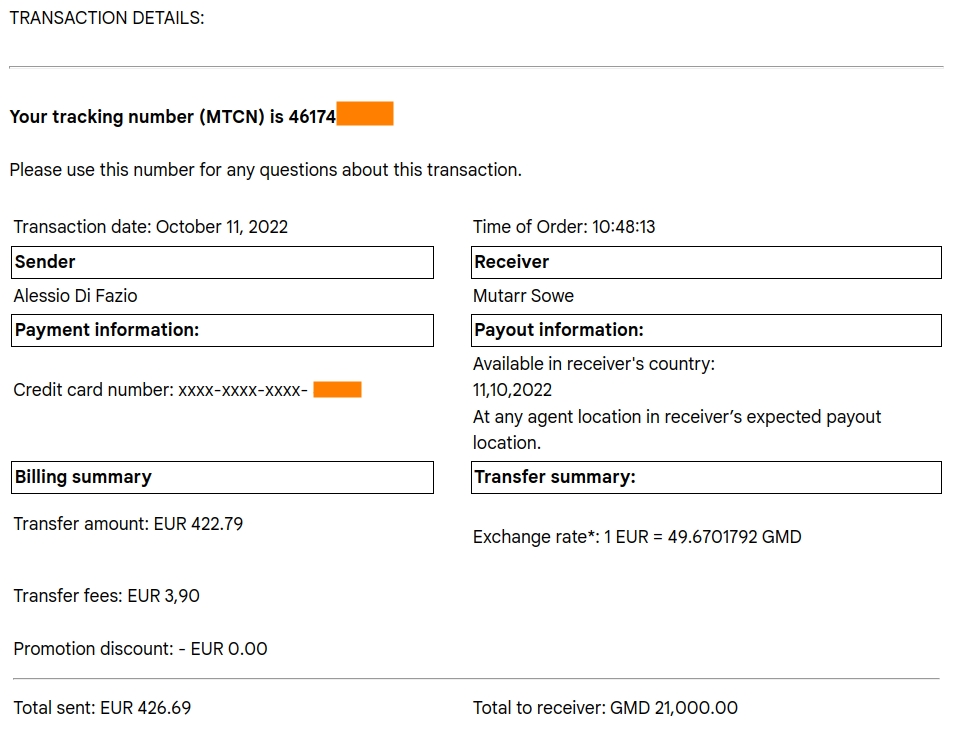 TRANSACTION DETAILS:
Your tracking number (MTCN) is 46174
Please use this number for any questions about this transaction.
Transaction date: October 11, 2022
Time of Order: 10:48:13
Sender
Receiver
Alessio Di Fazio
Mutarr Sowe
Payment information:
Payout information:
Credit card number: xxxx-xxxx-xxxx-
Available in receiver's country:
11,10,2022
At any agent location in receiver’s expected payout
location.
Billing summary
Transfer summary:
Transfer amount: EUR 422.79
Exchange rate*: 1 EUR = 49.6701792 GMD
Transfer fees: EUR 3,90
Promotion discount: - EUR 0.00
Total sent: EUR 426.69
Total to receiver: GMD 21,000.00